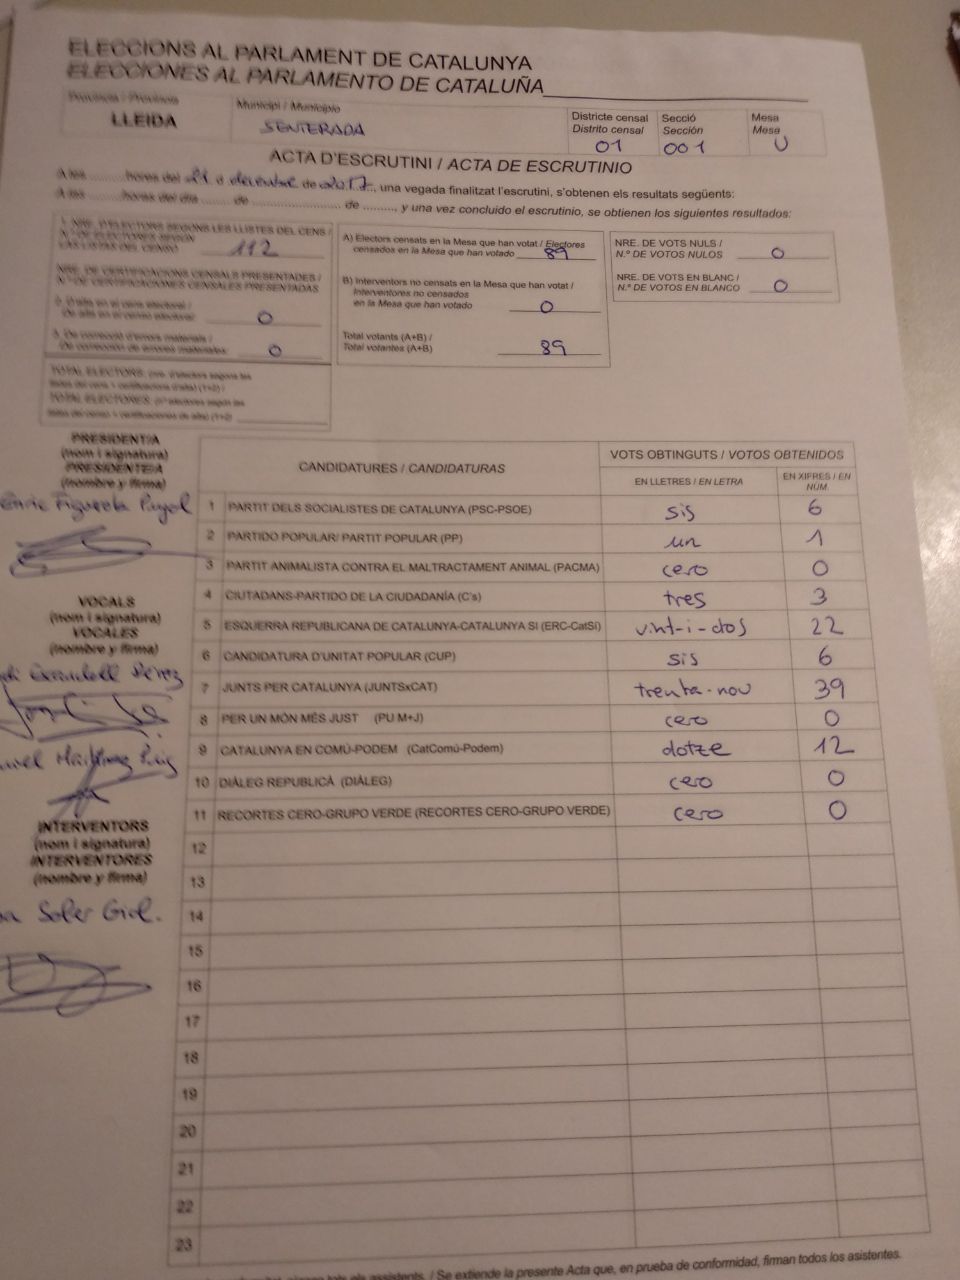 ELECCIONS AL PARLAMENT DE CATALUNYA
ELECCIONES AL PARLAMENTO DE CATALUÑA
Província / Provincia
LLEIDA
Municipi / Municipio
SENTERADA
Districte censal
Distrito censal
01
Secció
Sección
001
Mesa
Mesa
U
ACTA D'ESCRUTINI / ACTA DE ESCRUTINIO
A les ..........hores del 21 d decembre de 2017.., una vegada finalitzat l'escrutini, s'obtenen els resultats següents:
A las ..........horas del día ........ de ........................ de ........., y una vez concluido el escrutinio, se obtienen los siguientes resultados:
1. NRE. D'ELECTORS SEGONS LES LLISTES DEL CENS /
N.º DE ELECTORES SEGÚN
LAS LISTAS DEL CENSO 112
NRE. DE CERTIFICACIONS CENSALS PRESENTADES /
N.º DE CERTIFICACIONES CENSALES PRESENTADAS
2. D'alta en el cens electoral /
De alta en el censo electoral: 0
3. De correcció d'errors materials /
De corrección de errores materiales: 0
TOTAL ELECTORS: (nre. d'electors segons les
llistes del cens + certificacions d'alta) (1+2) /
TOTAL ELECTORES: (nº electores según las
listas del censo + certificaciones de alta) (1+2)
A) Electors censats en la Mesa que han votat / Electores
censados en la Mesa que han votado 89
B) Interventors no censats en la Mesa que han votat /
Interventores no censados
en la Mesa que han votado 0
Total votants (A+B) /
Total votantes (A+B) 89
NRE. DE VOTS NULS /
N.º DE VOTOS NULOS 0
NRE. DE VOTS EN BLANC /
N.º DE VOTOS EN BLANCO 0
PRESIDENT/A
(nom i signatura)
PRESIDENTE/A
(nombre y firma)
Enric Figuerola Payol
VOCALS
(nom i signatura)
VOCALES
(nombre y firma)
INTERVENTORS
(nom i signatura)
INTERVENTORES
(nombre y firma)
Soler Giol.
CANDIDATURES / CANDIDATURAS
VOTS OBTINGUTS / VOTOS OBTENIDOS
EN LLETRES / EN LETRA
EN XIFRES / EN
NÚM.
1 PARTIT DELS SOCIALISTES DE CATALUNYA (PSC-PSOE) sis 6
2 PARTIDO POPULAR/ PARTIT POPULAR (PP) un 1
3 PARTIT ANIMALISTA CONTRA EL MALTRACTAMENT ANIMAL (PACMA) cero 0
4 CIUTADANS-PARTIDO DE LA CIUDADANÍA (C's) tres 3
5 ESQUERRA REPUBLICANA DE CATALUNYA-CATALUNYA SÍ (ERC-CatSí) vint-i-dos 22
6 CANDIDATURA D'UNITAT POPULAR (CUP) sis 6
7 JUNTS PER CATALUNYA (JUNTSxCAT) trenta-nou 39
8 PER UN MÓN MÉS JUST (PU M+J) cero 0
9 CATALUNYA EN COMÚ-PODEM (CatComú-Podem) dotze 12
10 DIÀLEG REPUBLICÀ (DIÀLEG) cero 0
11 RECORTES CERO-GRUPO VERDE (RECORTES CERO-GRUPO VERDE) cero 0
12
13
14
15
16
17
18
19
20
21
22
23
els assistents. / Se extiende la presente Acta que, en prueba de conformidad, firman todos los asistentes.